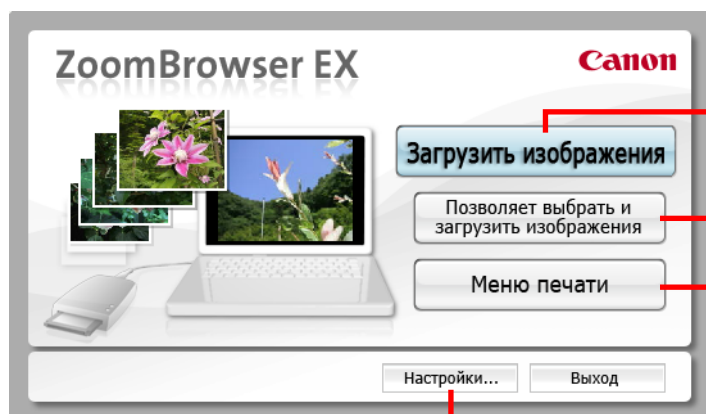 ZoomBrowser EX
Canon
Загрузить изображения
Позволяет выбрать и
загрузить изображения
Меню печати
Настройки...
Выход